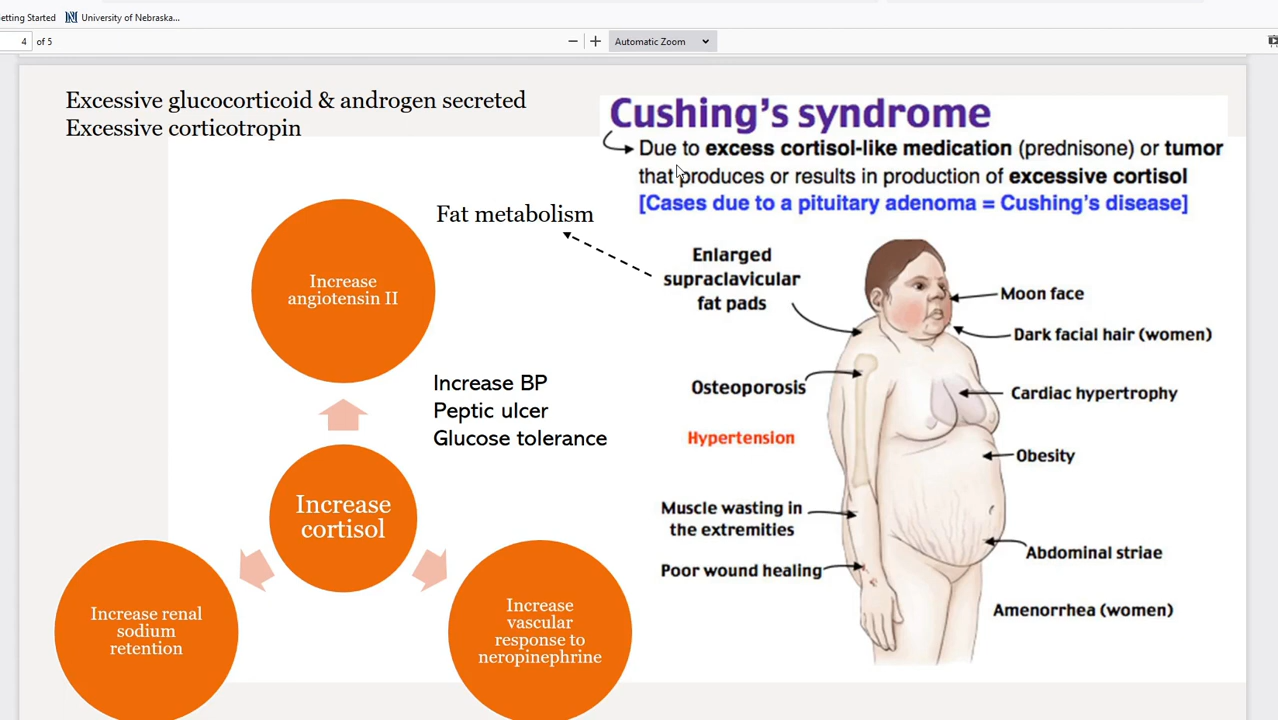 etting Started
University of Nebraska...
4 of 5
Automatic Zoom
Excessive glucocorticoid & androgen secreted
Excessive corticotropin
Cushing's syndrome
Due to excess cortisol-like medication (prednisone) or tumor
that produces or results in production of excessive cortisol
[Cases due to a pituitary adenoma = Cushing's disease]
Fat metabolism
Increase
angiotensin II
Increase BP
Peptic ulcer
Glucose tolerance
Increase
cortisol
Increase renal
sodium
retention
Increase
vascular
response to
neropinephrine
Enlarged
supraclavicular
fat pads
Osteoporosis
Hypertension
Muscle wasting in
the extremities
Poor wound healing
Moon face
Dark facial hair (women)
Cardiac hypertrophy
Obesity
Abdominal striae
Amenorrhea (women)